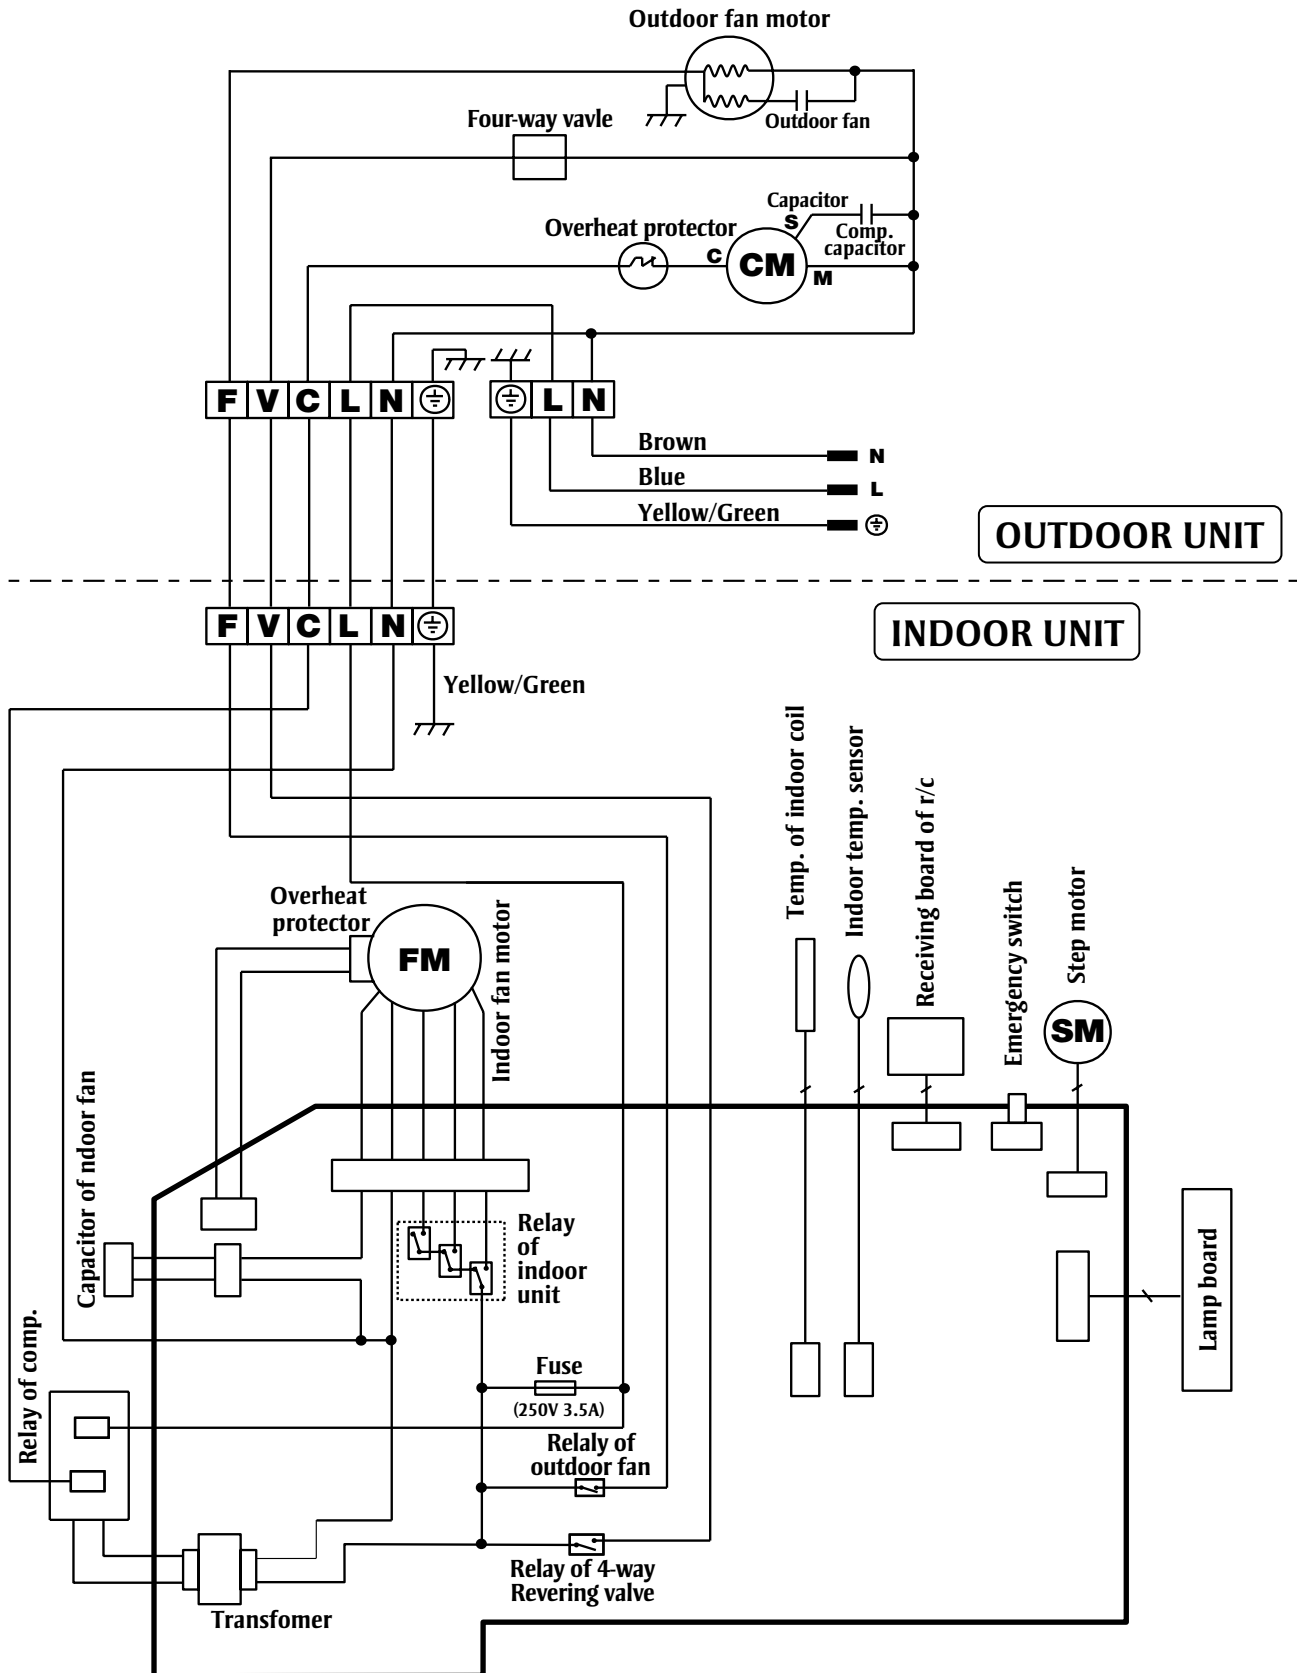 Outdoor fan motor
Outdoor fan
Four-way vavle
Capacitor
S
Comp.
capacitor
Overheat protector
C
CM
M
F V C L N
L N
Brown
N
Blue
L
Yellow/Green
OUTDOOR UNIT
INDOOR UNIT
F V C L N
Yellow/Green
Temp. of indoor coil
Indoor temp. sensor
Receiving board of r/c
Emergency switch
Step motor
Overheat
protector
FM
Indoor fan motor
SM
Capacitor of ndoor fan
Relay
of
indoor
unit
Lamp board
Relay of comp.
Fuse
(250V 3.5A)
Relaly of
outdoor fan
Relay of 4-way
Revering valve
Transfomer